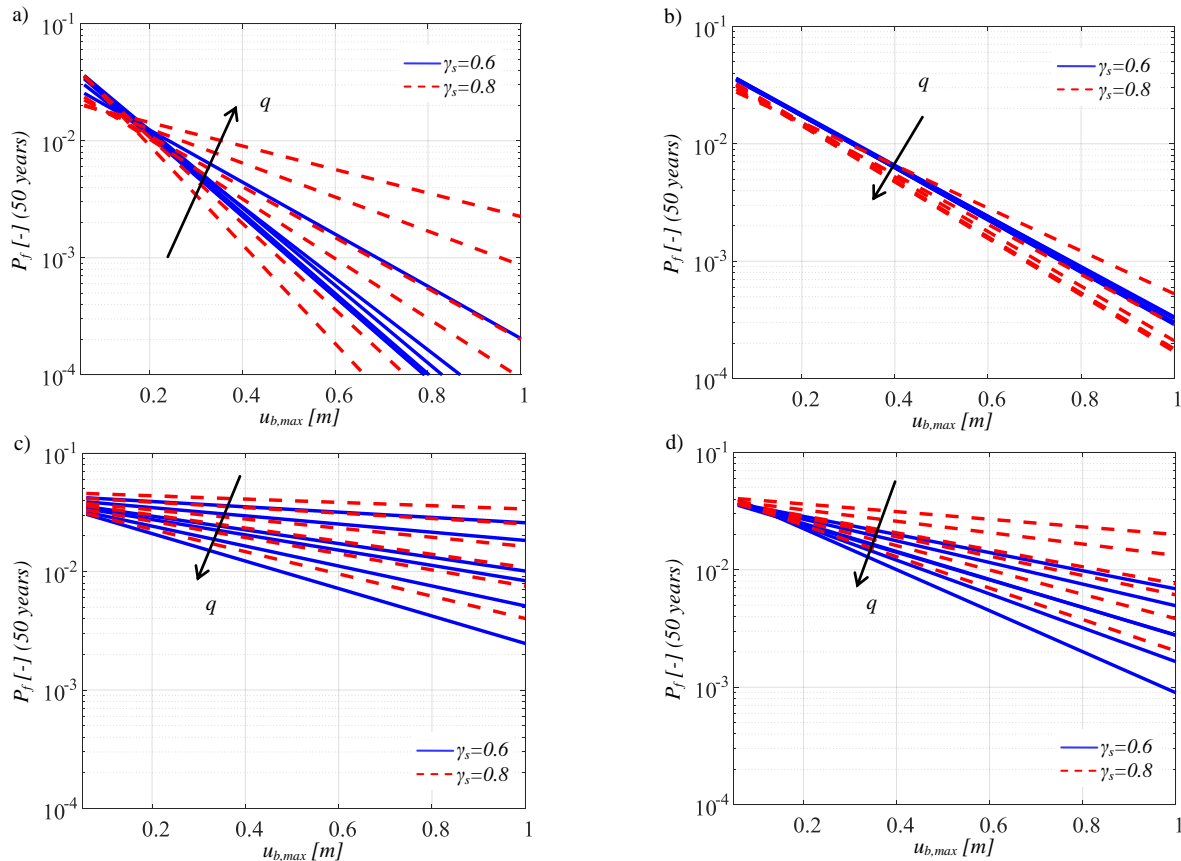 a)
10^-1
10^-2
10^-3
10^-4
P_f [-] (50 years)
γ_s=0.6
γ_s=0.8
q
0.2 0.4 0.6 0.8 1
u_b,max [m]
b)
10^-1
10^-2
10^-3
10^-4
P_f [-] (50 years)
γ_s=0.6
γ_s=0.8
q
0.2 0.4 0.6 0.8 1
u_b,max [m]
c)
10^-1
10^-2
10^-3
10^-4
P_f [-] (50 years)
q
γ_s=0.6
γ_s=0.8
0.2 0.4 0.6 0.8 1
u_b,max [m]
d)
10^-1
10^-2
10^-3
10^-4
P_f [-] (50 years)
q
γ_s=0.6
γ_s=0.8
0.2 0.4 0.6 0.8 1
u_b,max [m]